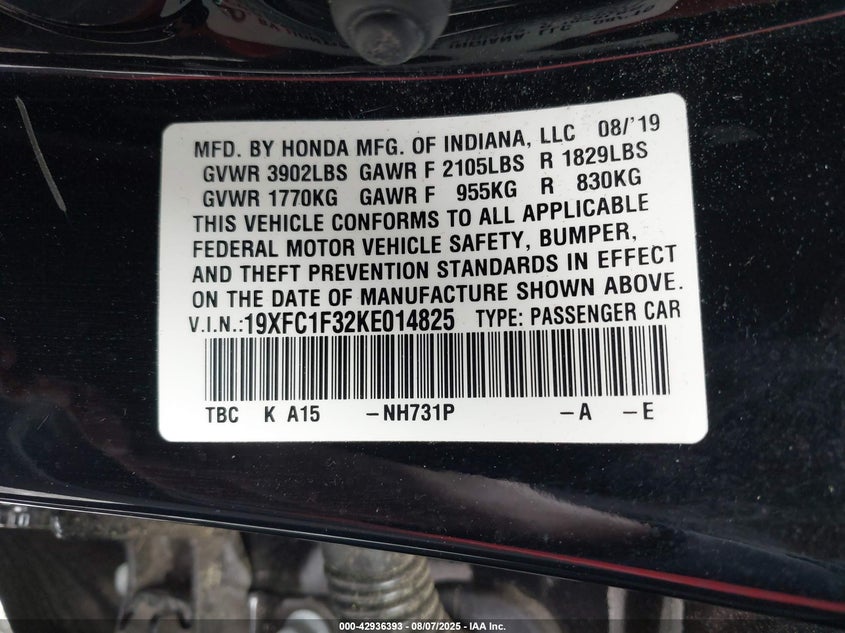 MFD. BY HONDA MFG. OF INDIANA, LLC 08/'19
GVWR 3902LBS GAWR F 2105LBS R 1829LBS
GVWR 1770KG GAWR F 955KG R 830KG
THIS VEHICLE CONFORMS TO ALL APPLICABLE
FEDERAL MOTOR VEHICLE SAFETY, BUMPER,
AND THEFT PREVENTION STANDARDS IN EFFECT
ON THE DATE OF MANUFACTURE SHOWN ABOVE.
V.I.N.:19XFC1F32KE014825 TYPE: PASSENGER CAR
TBC K A15 -NH731P -A -E
000-42936393 - 08/07/2025 - IAA Inc.